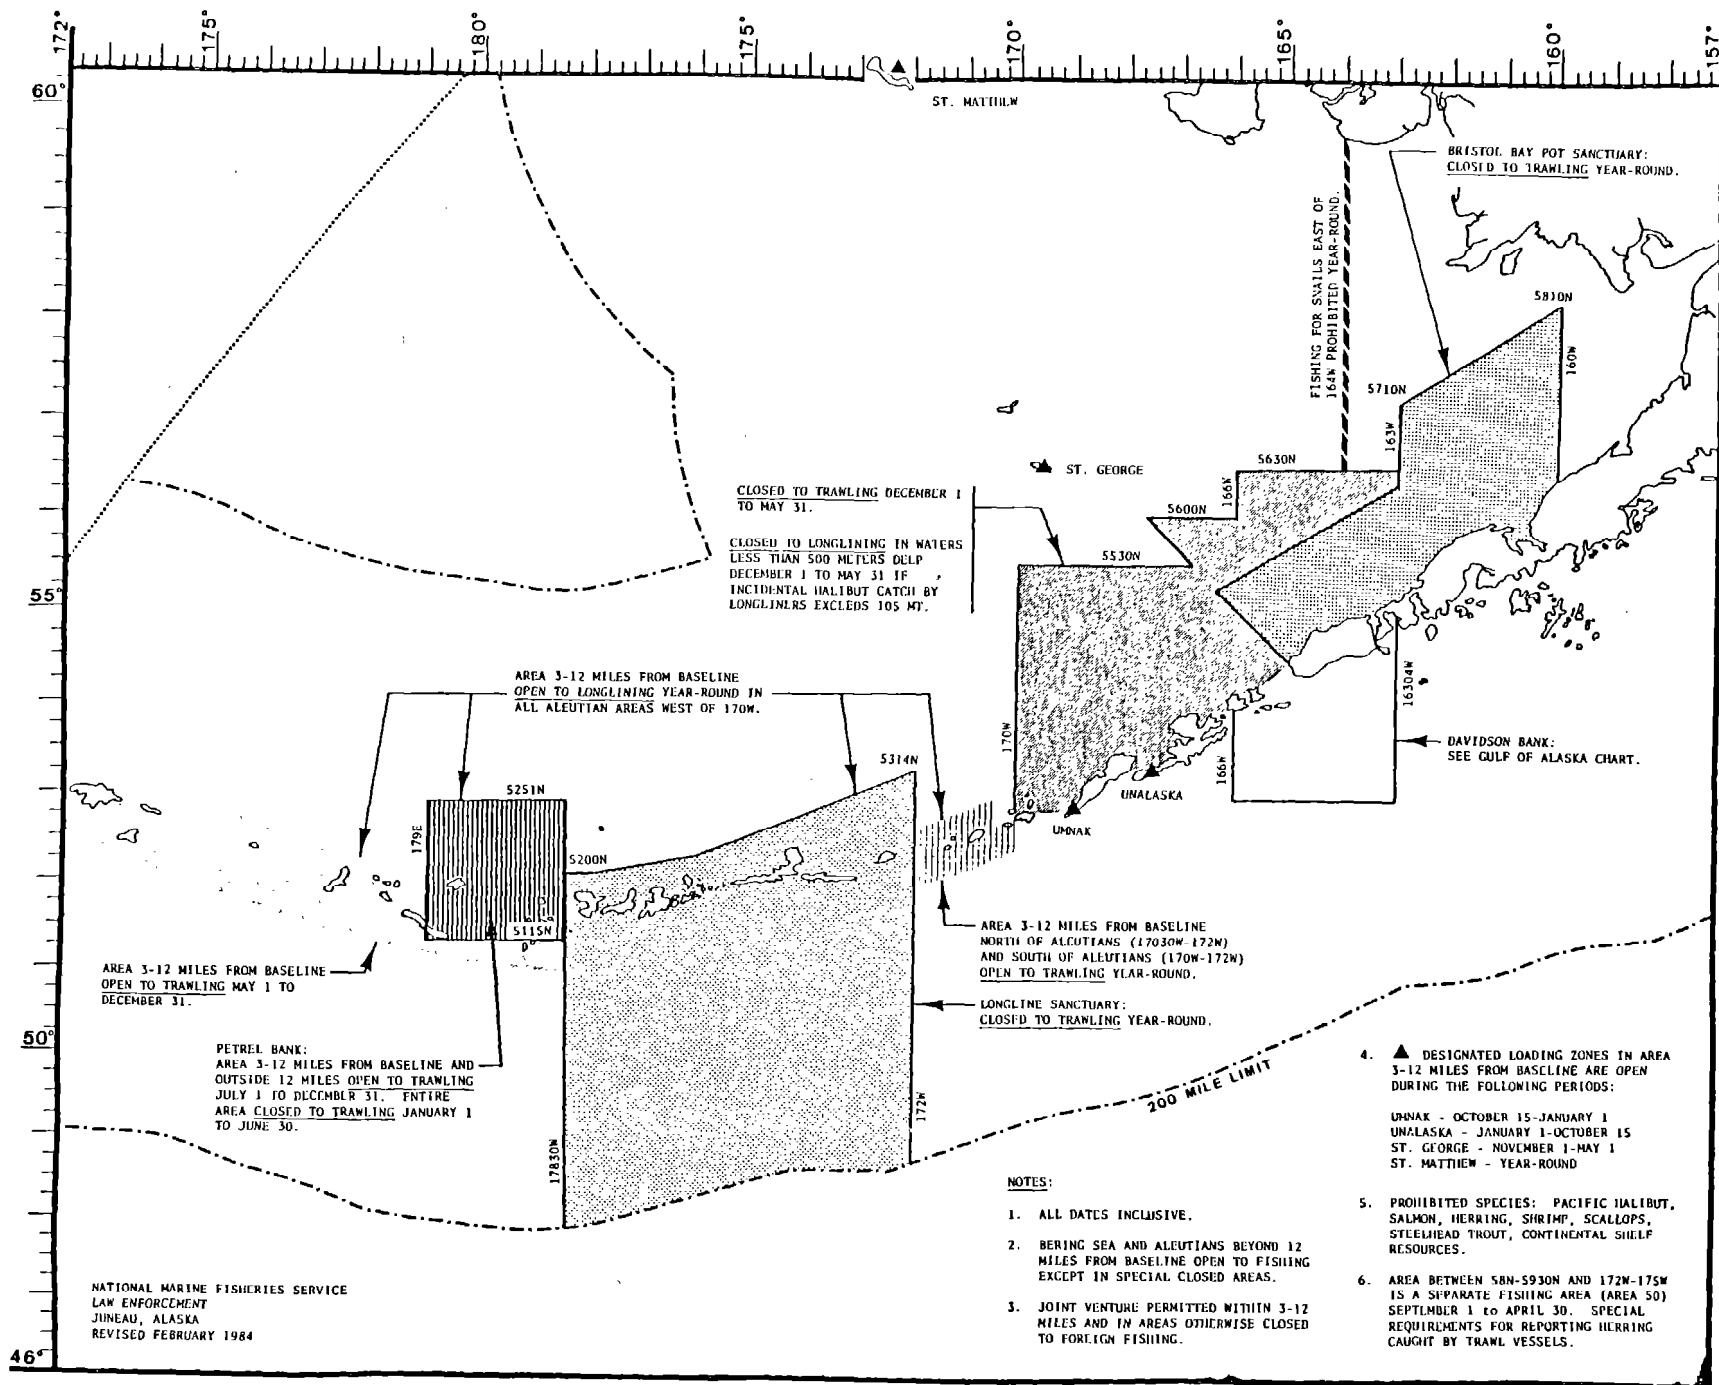 172°
175°
180°
175°
170°
165°
160°
157°
60°
55°
50°
46°
ST. MATTHEW
BRISTOL BAY POT SANCTUARY:
CLOSED TO TRAWLING YEAR-ROUND.
FISHING FOR SNAILS EAST OF
164W PROHIBITED YEAR-ROUND.
5810N
160W
5710N
163W
5630N
166W
5600N
5530N
ST. GEORGE
CLOSED TO TRAWLING DECEMBER 1
TO MAY 31.
CLOSED TO LONGLINING IN WATERS
LESS THAN 500 METERS DEEP
DECEMBER 1 TO MAY 31 IF
INCIDENTAL HALIBUT CATCH BY
LONGLINERS EXCEEDS 105 MT.
AREA 3-12 MILES FROM BASELINE
OPEN TO LONGLINING YEAR-ROUND IN
ALL ALEUTIAN AREAS WEST OF 170W.
170W
16304W
166W
DAVIDSON BANK:
SEE GULF OF ALASKA CHART.
UNALASKA
UMNAK
5314N
5251N
179E
5200N
5115N
AREA 3-12 MILES FROM BASELINE
NORTH OF ALEUTIANS (17030W-172W)
AND SOUTH OF ALEUTIANS (170W-172W)
OPEN TO TRAWLING YEAR-ROUND.
AREA 3-12 MILES FROM BASELINE
OPEN TO TRAWLING MAY 1 TO
DECEMBER 31.
LONGLINE SANCTUARY:
CLOSED TO TRAWLING YEAR-ROUND.
PETREL BANK:
AREA 3-12 MILES FROM BASELINE AND
OUTSIDE 12 MILES OPEN TO TRAWLING
JULY 1 TO DECEMBER 31. ENTIRE
AREA CLOSED TO TRAWLING JANUARY 1
TO JUNE 30.
17830W
172W
200 MILE LIMIT
NOTES:
1. ALL DATES INCLUSIVE.
2. BERING SEA AND ALEUTIANS BEYOND 12
MILES FROM BASELINE OPEN TO FISHING
EXCEPT IN SPECIAL CLOSED AREAS.
3. JOINT VENTURE PERMITTED WITHIN 3-12
MILES AND IN AREAS OTHERWISE CLOSED
TO FOREIGN FISHING.
4. ▲ DESIGNATED LOADING ZONES IN AREA
3-12 MILES FROM BASELINE ARE OPEN
DURING THE FOLLOWING PERIODS:
UMNAK - OCTOBER 15-JANUARY 1
UNALASKA - JANUARY 1-OCTOBER 15
ST. GEORGE - NOVEMBER 1-MAY 1
ST. MATTHEW - YEAR-ROUND
5. PROHIBITED SPECIES: PACIFIC HALIBUT,
SALMON, HERRING, SHRIMP, SCALLOPS,
STEELHEAD TROUT, CONTINENTAL SHELF
RESOURCES.
6. AREA BETWEEN 58N-5930N AND 172W-175W
IS A SEPARATE FISHING AREA (AREA 50)
SEPTEMBER 1 to APRIL 30. SPECIAL
REQUIREMENTS FOR REPORTING HERRING
CAUGHT BY TRAWL VESSELS.
NATIONAL MARINE FISHERIES SERVICE
LAW ENFORCEMENT
JUNEAU, ALASKA
REVISED FEBRUARY 1984